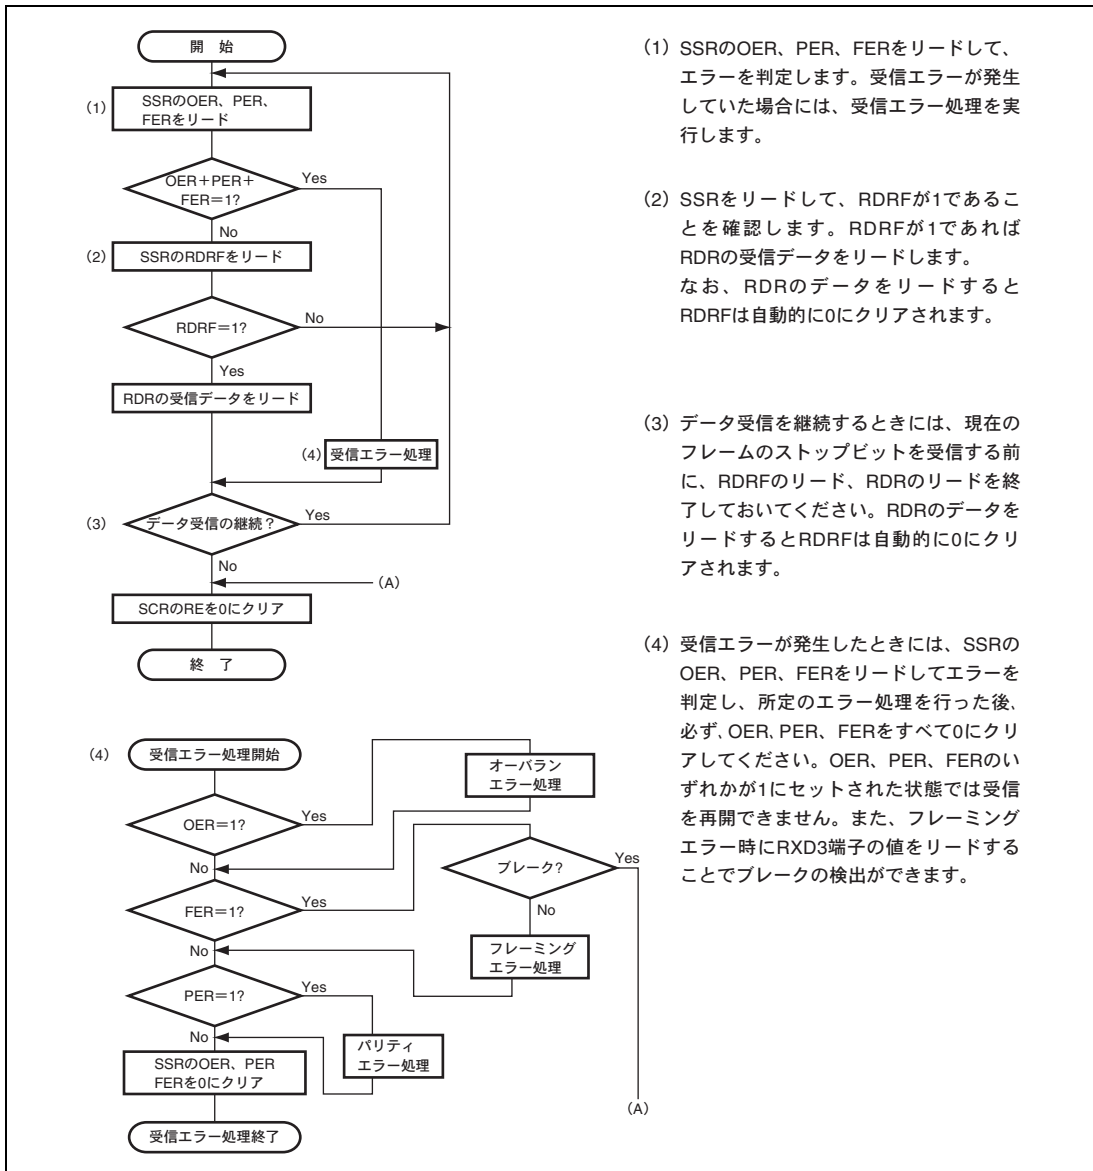 開 始
(1)
SSRのOER、PER、
FERをリード
OER＋PER＋
FER＝1?
Yes
No
(2)
SSRのRDRFをリード
RDRF＝1?
No
Yes
RDRの受信データをリード
(4)
受信エラー処理
(3)
データ受信の継続？
Yes
No
(A)
SCRのREを0にクリア
終 了
(1) SSRのOER、PER、FERをリードして、
エラーを判定します。受信エラーが発生
していた場合には、受信エラー処理を実
行します。
(2) SSRをリードして、RDRFが1であるこ
とを確認します。RDRFが1であれば
RDRの受信データをリードします。
なお、RDRのデータをリードすると
RDRFは自動的に0にクリアされます。
(3) データ受信を継続するときには、現在の
フレームのストップビットを受信する前
に、RDRFのリード、RDRのリードを終
了しておいてください。RDRのデータを
リードするとRDRFは自動的に0にクリ
アされます。
(4) 受信エラーが発生したときには、SSRの
OER、PER、FERをリードしてエラーを
判定し、所定のエラー処理を行った後、
必ず、OER、PER、FERをすべて0にクリ
アしてください。OER、PER、FERのい
ずれかが1にセットされた状態では受信
を再開できません。また、フレーミング
エラー時にRXD3端子の値をリードする
ことでブレークの検出ができます。
(4)
受信エラー処理開始
OER＝1?
Yes
No
オーバラン
エラー処理
FER＝1?
Yes
No
ブレーク?
Yes
No
フレーミング
エラー処理
PER＝1?
Yes
No
パリティ
エラー処理
SSRのOER、PER
FERを0にクリア
受信エラー処理終了
(A)